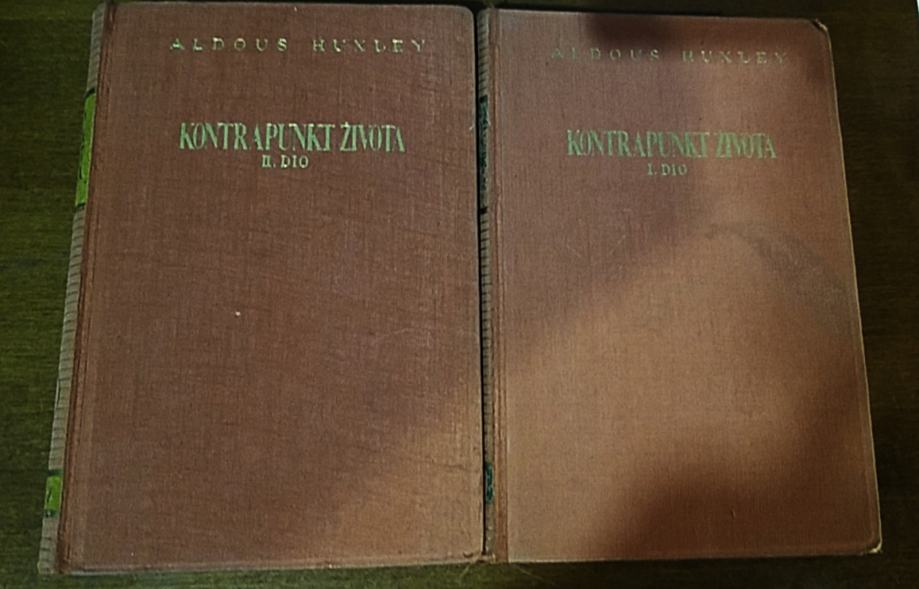 ALDOUS HUXLEY
KONTRAPUNKT ŽIVOTA
II. DIO
ALDOUS HUXLEY
KONTRAPUNKT ŽIVOTA
I. DIO